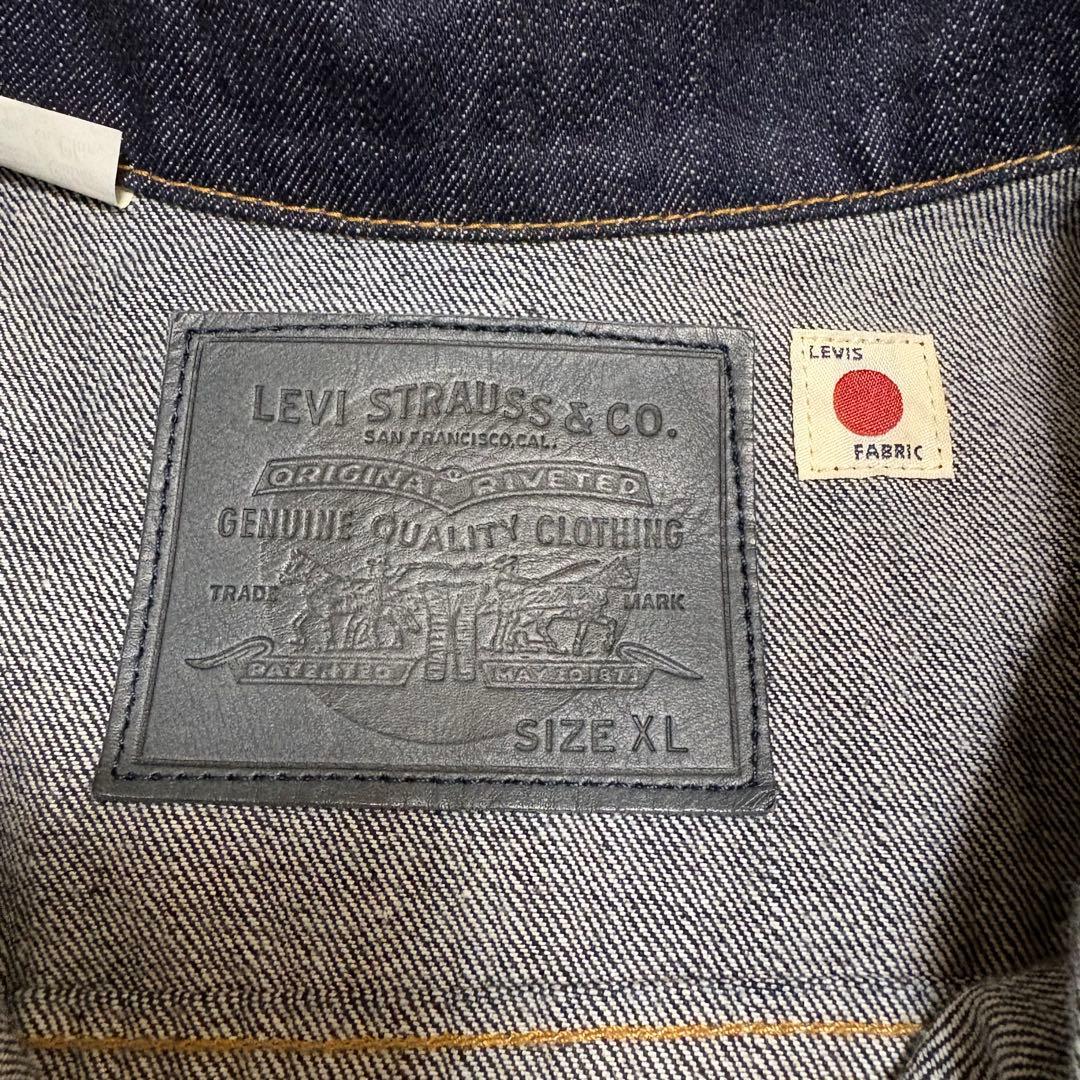 LEVI STRAUSS & CO.
SAN FRANCISCO, CAL.
ORIGINAL RIVETED
GENUINE QUALITY CLOTHING
TRADE MARK
PATENTED MAY 20 1873
SIZE XL
LEVIS
FABRIC